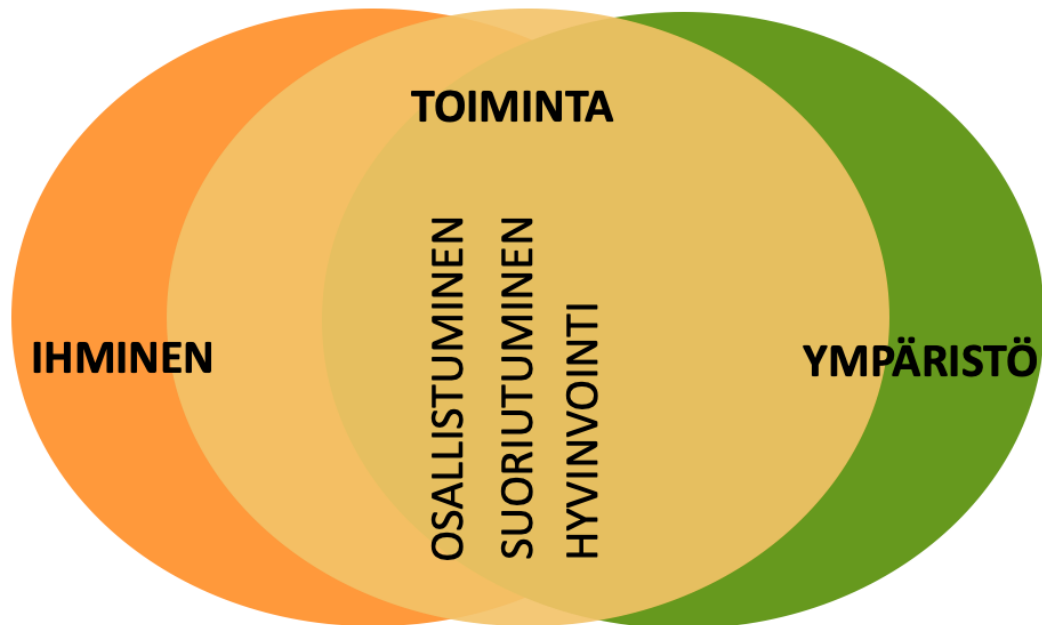 TOIMINTA
IHMINEN
OSALLISTUMINEN
SUORIUTUMINEN
HYVINVOINTI
YMPÄRISTÖ